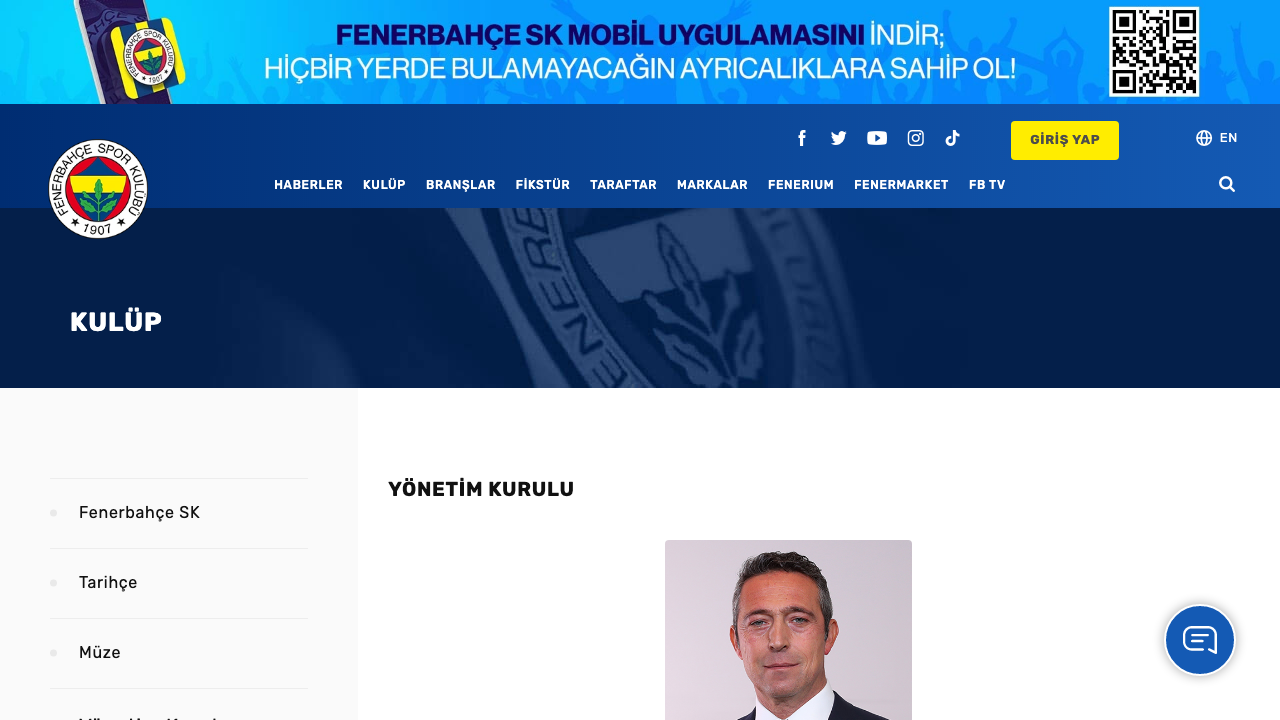 FENERBAHÇE SK MOBİL UYGULAMASINI İNDİR;
HİÇBİR YERDE BULAMAYACAĞIN AYRICALIKLARA SAHİP OL!
GİRİŞ YAP
EN
FENERBAHÇE SPOR KULÜBÜ
★ 1907 ★
HABERLER KULÜP BRANŞLAR FİKSTÜR TARAFTAR MARKALAR FENERIUM FENERMARKET FB TV
KULÜP
YÖNETİM KURULU
Fenerbahçe SK
Tarihçe
Müze